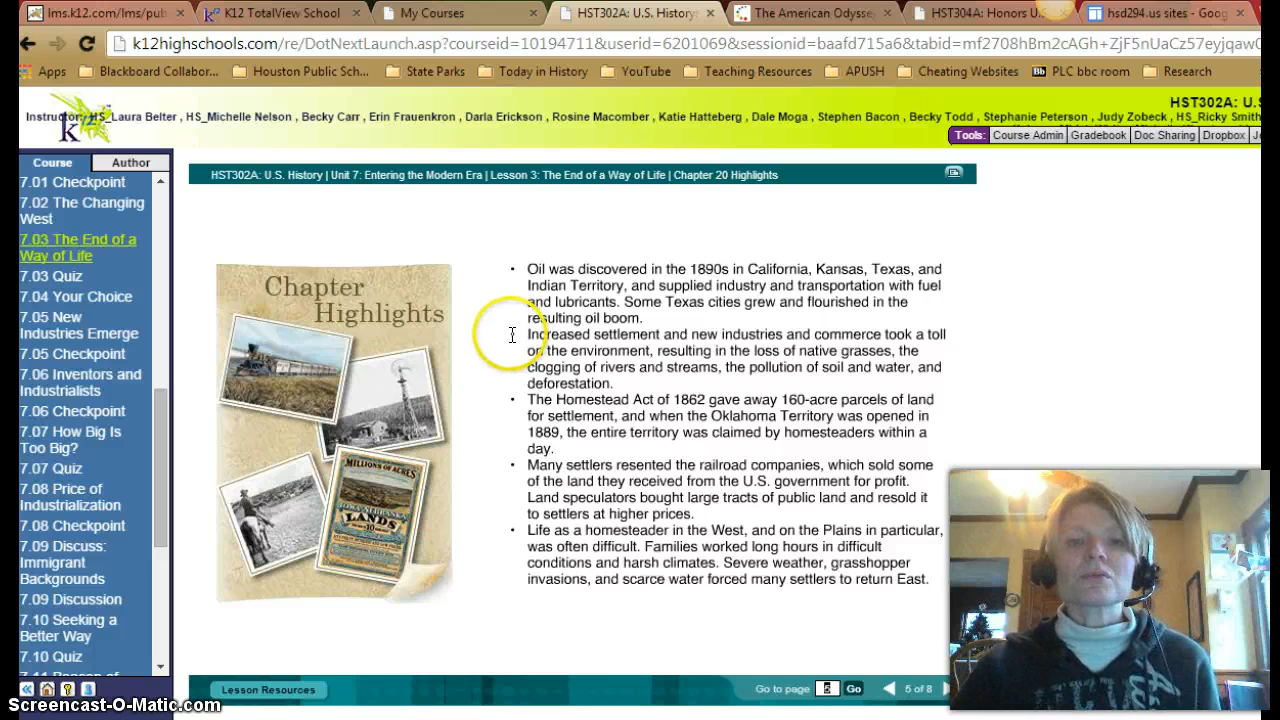 lms.k12.com/lms/pub
K12 TotalView School
My Courses
HST302A: U.S. History
The American Odysse
HST304A: Honors U.S
hsd294.us sites - Goog
k12highschools.com/re/DotNextLaunch.asp?courseid=10194711&userid=6201069&sessionid=baafd715a6&tabid=mf2708hBm2cAGh+ZjF5nUaCz57eyjqaw0
Apps
Blackboard Collabor...
Houston Public Sch...
State Parks
Today in History
YouTube
Teaching Resources
APUSH
Cheating Websites
Bb PLC bbc room
Research
HST302A: U.S
Instructor: HS_Laura Belter , HS_Michelle Nelson , Becky Carr , Erin Frauenkron , Darla Erickson , Rosine Macomber , Katie Hatteberg , Dale Moga , Stephen Bacon , Becky Todd , Stephanie Peterson , Judy Zobeck , HS_Ricky Smith
k12
Tools: Course Admin Gradebook Doc Sharing Dropbox
Course
Author
7.01 Checkpoint
7.02 The Changing
West
7.03 The End of a
Way of Life
7.03 Quiz
7.04 Your Choice
7.05 New
Industries Emerge
7.05 Checkpoint
7.06 Inventors and
Industrialists
7.06 Checkpoint
7.07 How Big Is
Too Big?
7.07 Quiz
7.08 Price of
Industrialization
7.08 Checkpoint
7.09 Discuss:
Immigrant
Backgrounds
7.09 Discussion
7.10 Seeking a
Better Way
7.10 Quiz
HST302A: U.S. History | Unit 7: Entering the Modern Era | Lesson 3: The End of a Way of Life | Chapter 20 Highlights
Chapter
Highlights
MILLIONS OF ACRES
LANDS
• Oil was discovered in the 1890s in California, Kansas, Texas, and
Indian Territory, and supplied industry and transportation with fuel
and lubricants. Some Texas cities grew and flourished in the
resulting oil boom.
• Increased settlement and new industries and commerce took a toll
on the environment, resulting in the loss of native grasses, the
clogging of rivers and streams, the pollution of soil and water, and
deforestation.
• The Homestead Act of 1862 gave away 160-acre parcels of land
for settlement, and when the Oklahoma Territory was opened in
1889, the entire territory was claimed by homesteaders within a
day.
• Many settlers resented the railroad companies, which sold some
of the land they received from the U.S. government for profit.
Land speculators bought large tracts of public land and resold it
to settlers at higher prices.
• Life as a homesteader in the West, and on the Plains in particular,
was often difficult. Families worked long hours in difficult
conditions and harsh climates. Severe weather, grasshopper
invasions, and scarce water forced many settlers to return East.
Lesson Resources
Go to page 5 Go
5 of 8
Screencast-O-Matic.com